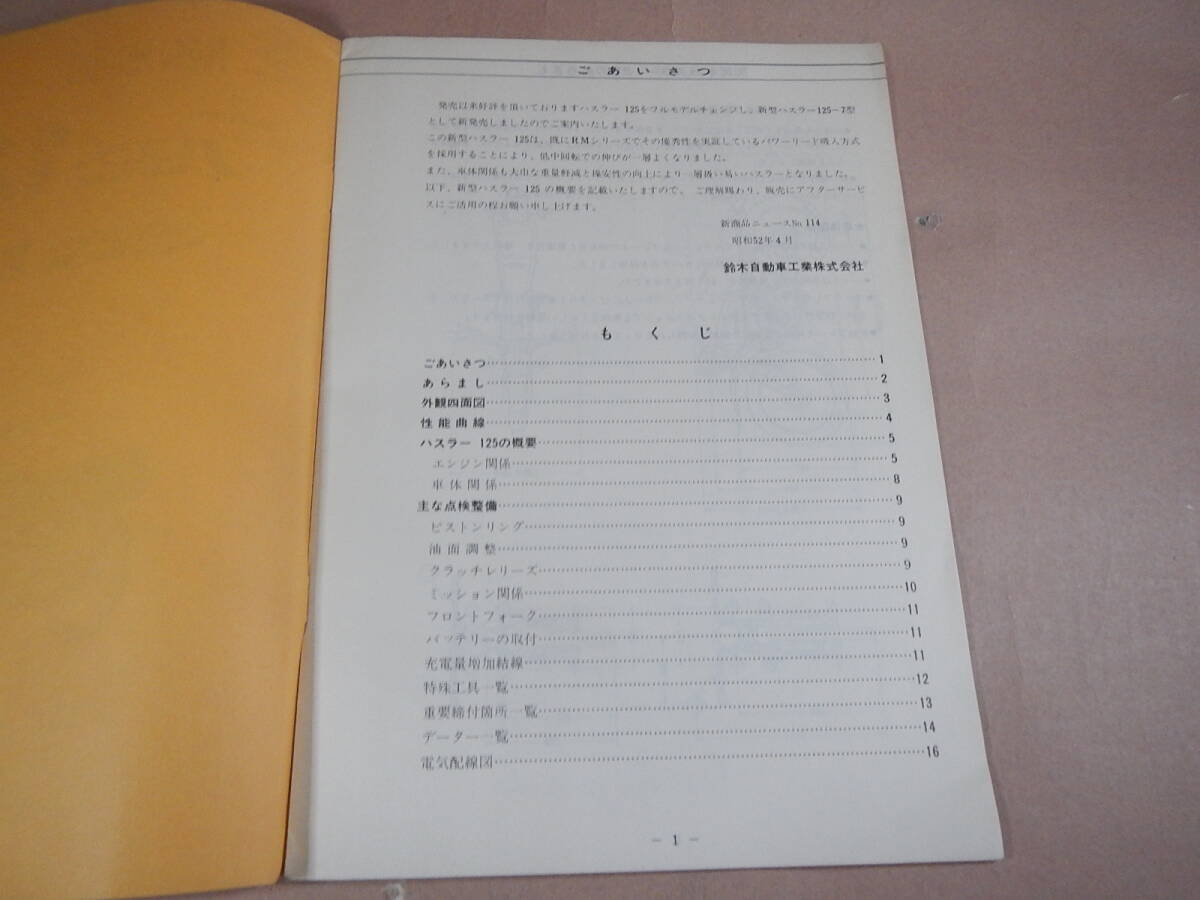 ごあいさつ
発売以来好評を頂いておりますハスラー 125をフルモデルチェンジし、新型ハスラー125-7型
として新発売しましたのでご案内いたします。
この新型ハスラー 125は、既にRMシリーズでその優秀性を実証しているパワーリード吸入方式
を採用することにより、低中回転での伸びが一層よくなりました。
また、車体関係も大巾な重量軽減と操安性の向上により一層扱い易いハスラーとなりました。
以下、新型ハスラー 125 の概要を記載いたしますので、ご理解賜わり、販売にアフターサービ
スにご活用の程お願い申し上げます。
新商品ニュースNo.114
昭和52年4月
鈴木自動車工業株式会社
もくじ
ごあいさつ…………1
あらまし…………2
外観四面図…………3
性能曲線…………4
ハスラー 125の概要…………5
エンジン関係…………5
車体関係…………8
主な点検整備…………9
ピストンリング…………9
油面調整…………9
クラッチレリーズ…………9
ミッション関係…………10
フロントフォーク…………11
バッテリーの取付…………11
充電量増加結線…………11
特殊工具一覧…………12
重要締付箇所一覧…………13
データー一覧…………14
電気配線図…………16
- 1 -